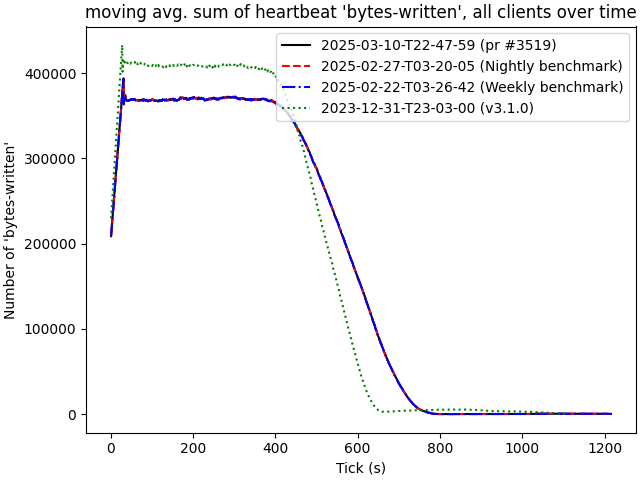 moving avg. sum of heartbeat 'bytes-written', all clients over time
2025-03-10-T22-47-59 (pr #3519)
2025-02-27-T03-20-05 (Nightly benchmark)
2025-02-22-T03-26-42 (Weekly benchmark)
2023-12-31-T23-03-00 (v3.1.0)
Number of 'bytes-written'
400000
300000
200000
100000
0
0 200 400 600 800 1000 1200
Tick (s)